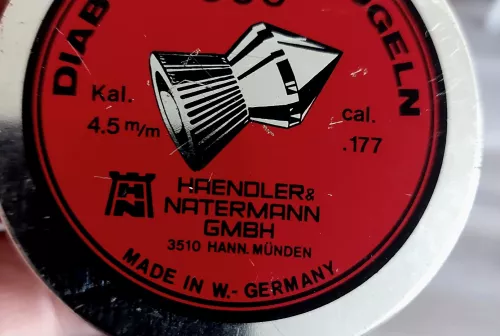 DIAB
GELN
Kal.
4.5 m/m
cal.
.177
HAENDLER &
NATERMANN
GMBH
3510 HANN. MÜNDEN
MADE IN W.-GERMANY